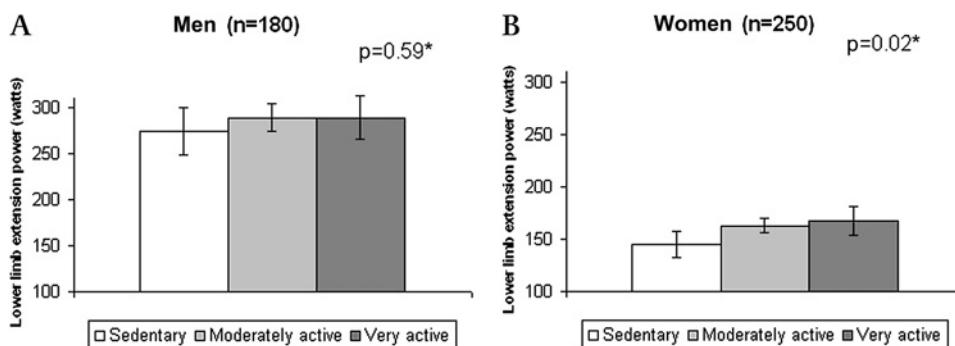 A
Men (n=180)
p=0.59*
Lower limb extension power (watts)
300
250
200
150
100
Sedentary Moderately active Very active
B
Women (n=250)
p=0.02*
Lower limb extension power (watts)
300
250
200
150
100
Sedentary Moderately active Very active